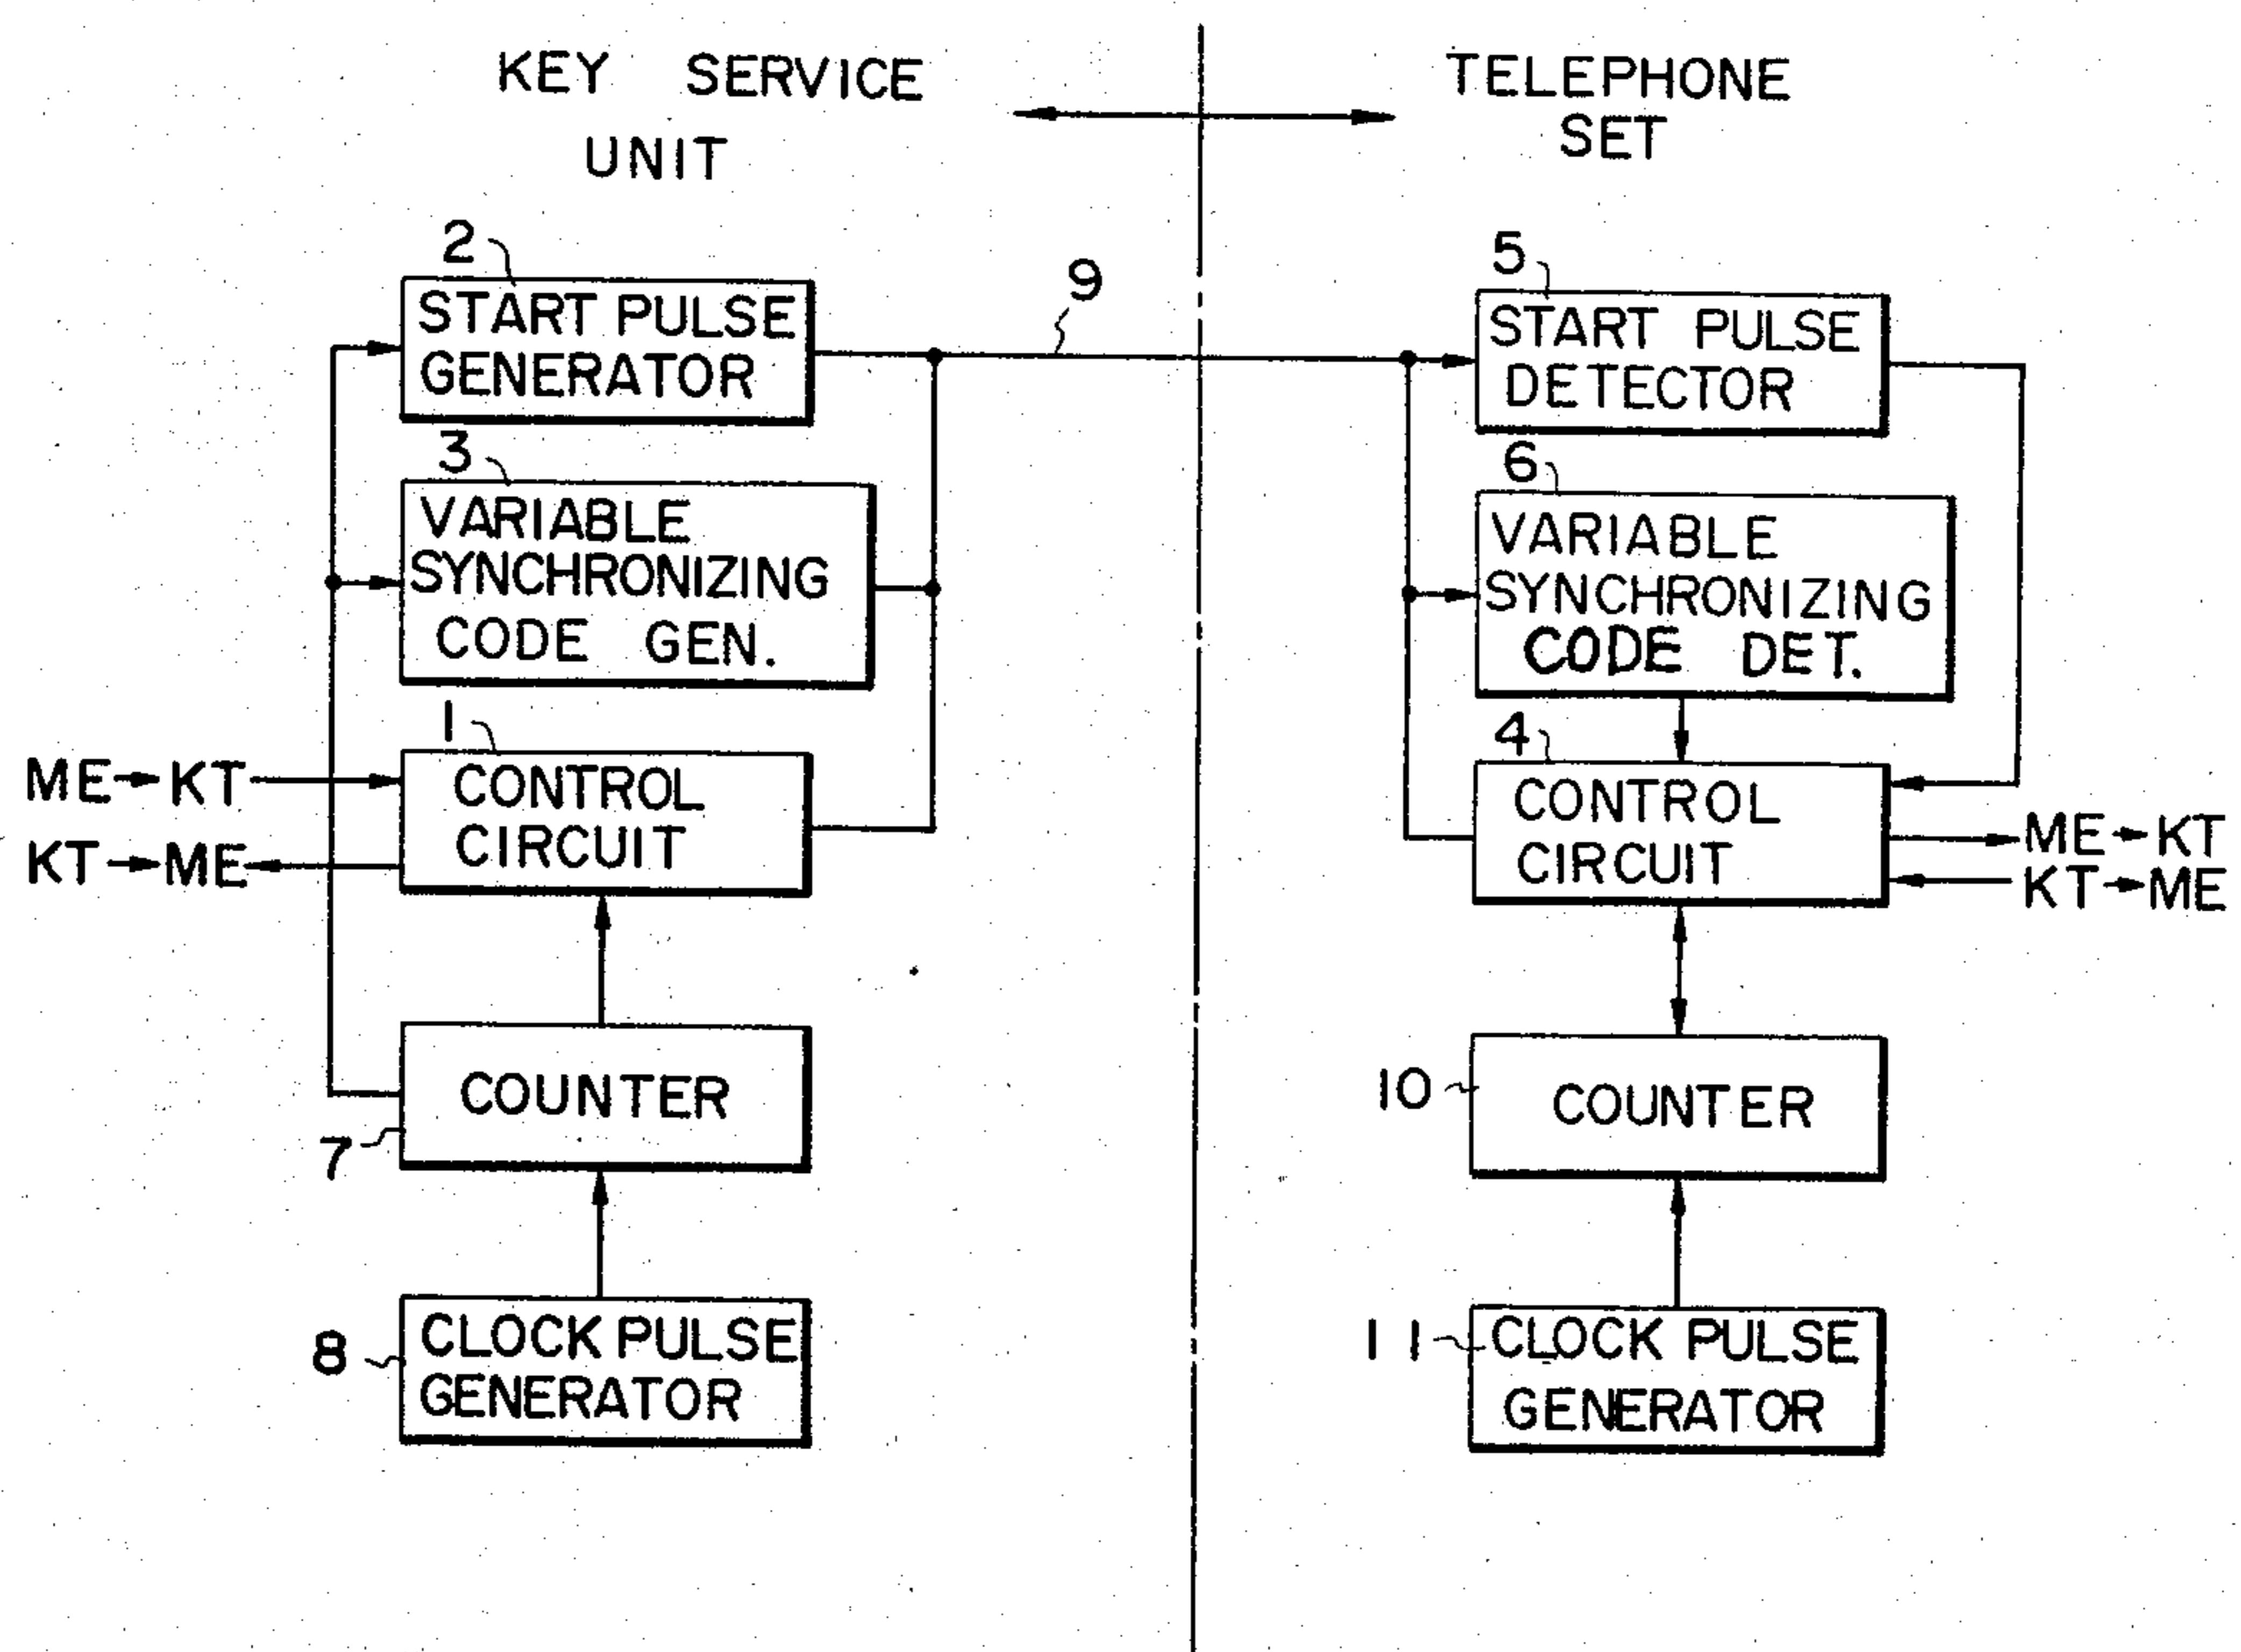 KEY SERVICE
UNIT
TELEPHONE
SET
2
START PULSE
GENERATOR
9
5
START PULSE
DETECTOR
3
VARIABLE
SYNCHRONIZING
CODE GEN.
6
VARIABLE
SYNCHRONIZING
CODE DET.
1
ME→KT
KT→ME
CONTROL
CIRCUIT
4
CONTROL
CIRCUIT
ME→KT
KT→ME
7
COUNTER
10
COUNTER
8
CLOCK PULSE
GENERATOR
11
CLOCK PULSE
GENERATOR